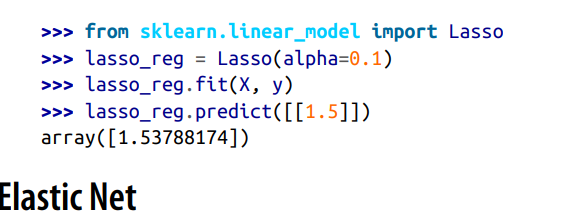 >>> from sklearn.linear_model import Lasso
>>> lasso_reg = Lasso(alpha=0.1)
>>> lasso_reg.fit(X, y)
>>> lasso_reg.predict([[1.5]])
array([1.53788174])
Elastic Net